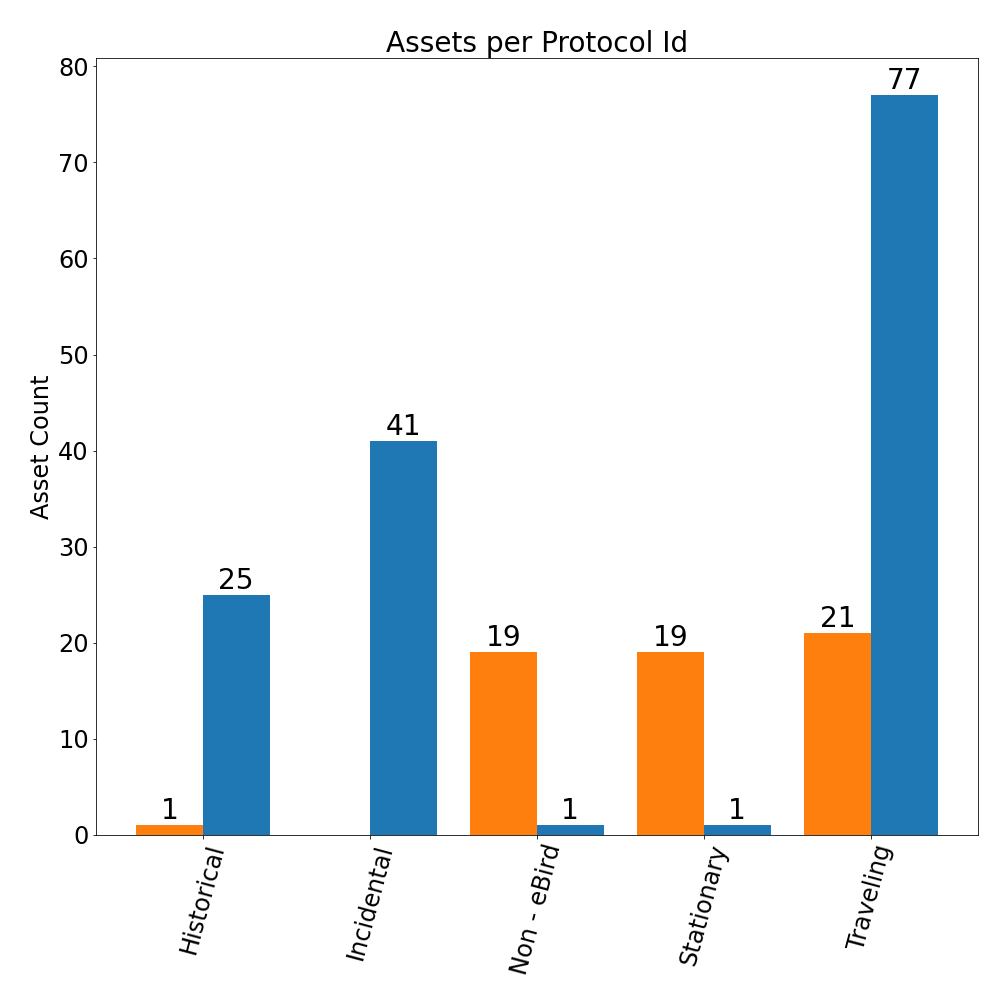 Assets per Protocol Id
Asset Count
80
70
60
50
40
30
20
10
0
1
25
41
19
1
19
1
21
77
Historical
Incidental
Non - eBird
Stationary
Traveling